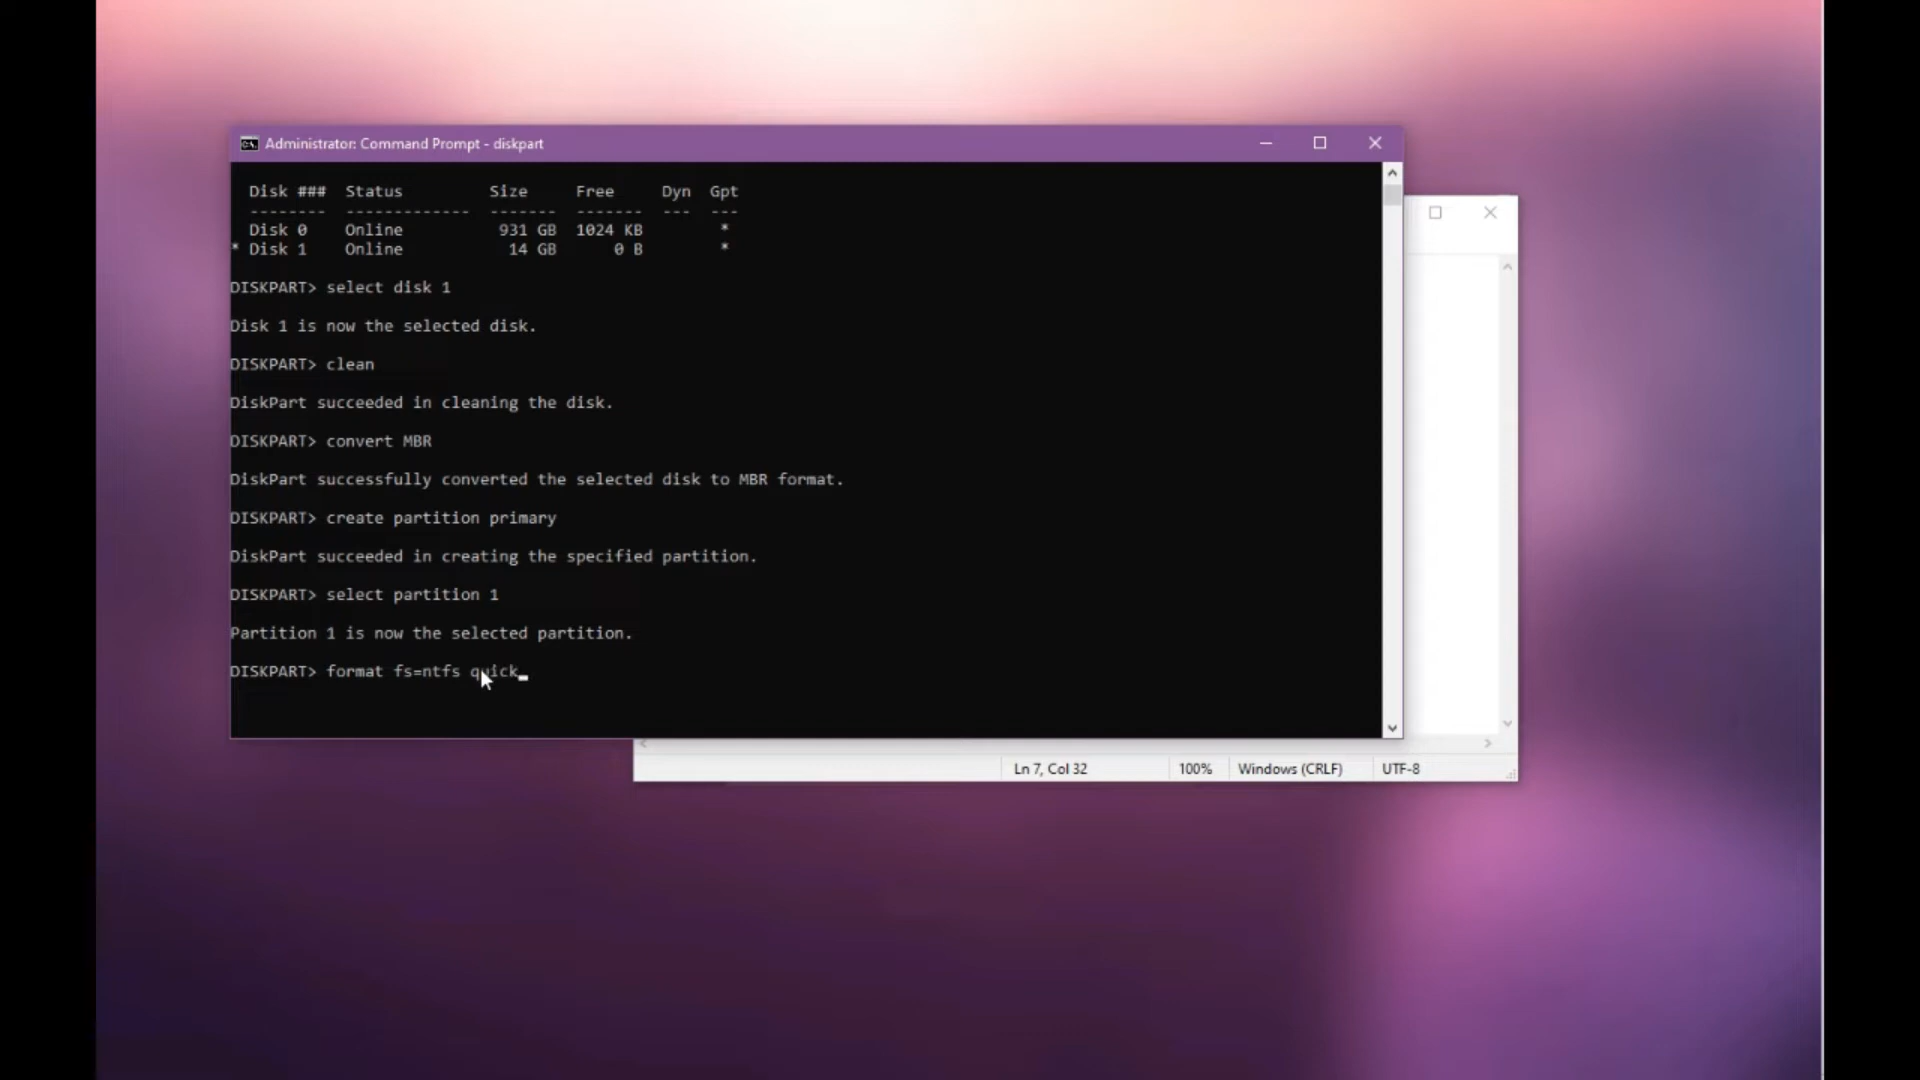 Administrator: Command Prompt - diskpart
Disk ###  Status         Size     Free     Dyn  Gpt
--------  -------------  -------  -------  ---  ---
Disk 0    Online          931 GB  1024 KB        *
* Disk 1    Online           14 GB      0 B        *
DISKPART> select disk 1
Disk 1 is now the selected disk.
DISKPART> clean
DiskPart succeeded in cleaning the disk.
DISKPART> convert MBR
DiskPart successfully converted the selected disk to MBR format.
DISKPART> create partition primary
DiskPart succeeded in creating the specified partition.
DISKPART> select partition 1
Partition 1 is now the selected partition.
DISKPART> format fs=ntfs quick
Ln 7, Col 32 100% Windows (CRLF) UTF-8